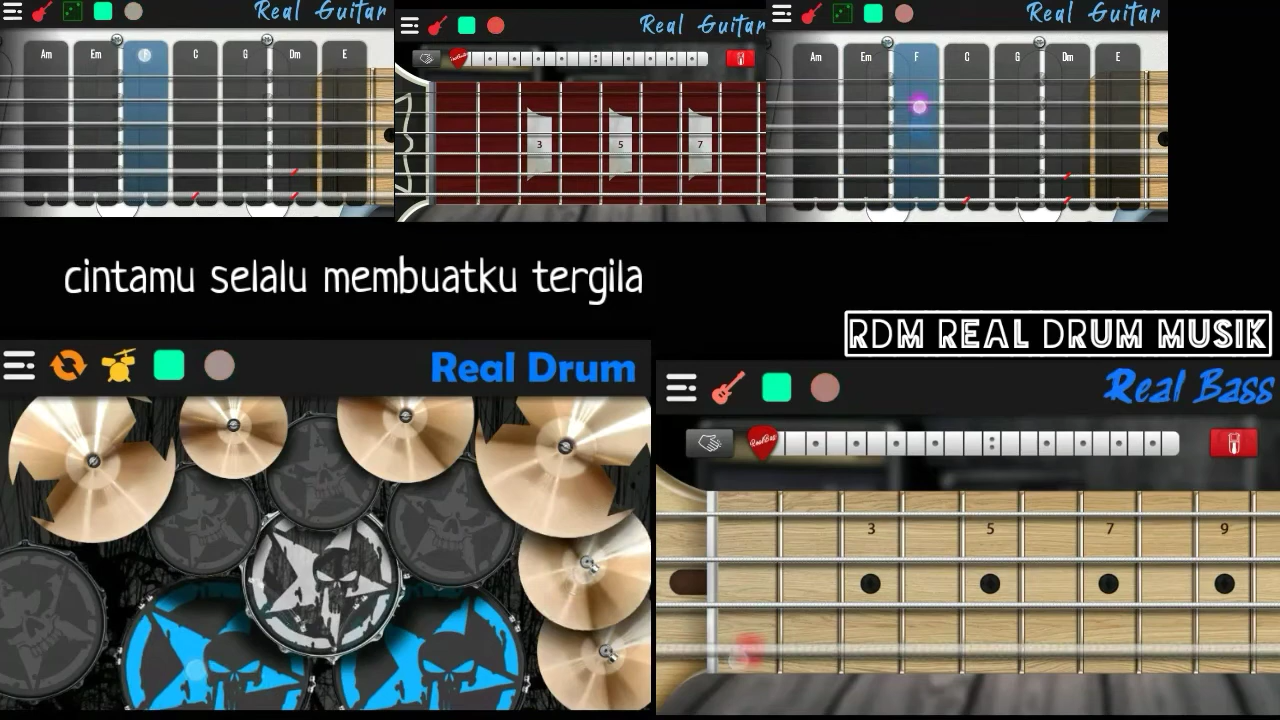 Real Guitar
Am Em F C G Dm E
Real Guitar
3 5 7
Real Guitar
Am Em F C G Dm E
cintamu selalu membuatku tergila
RDM REAL DRUM MUSIK
Real Drum
Real Bass
RealBass
3 5 7 9